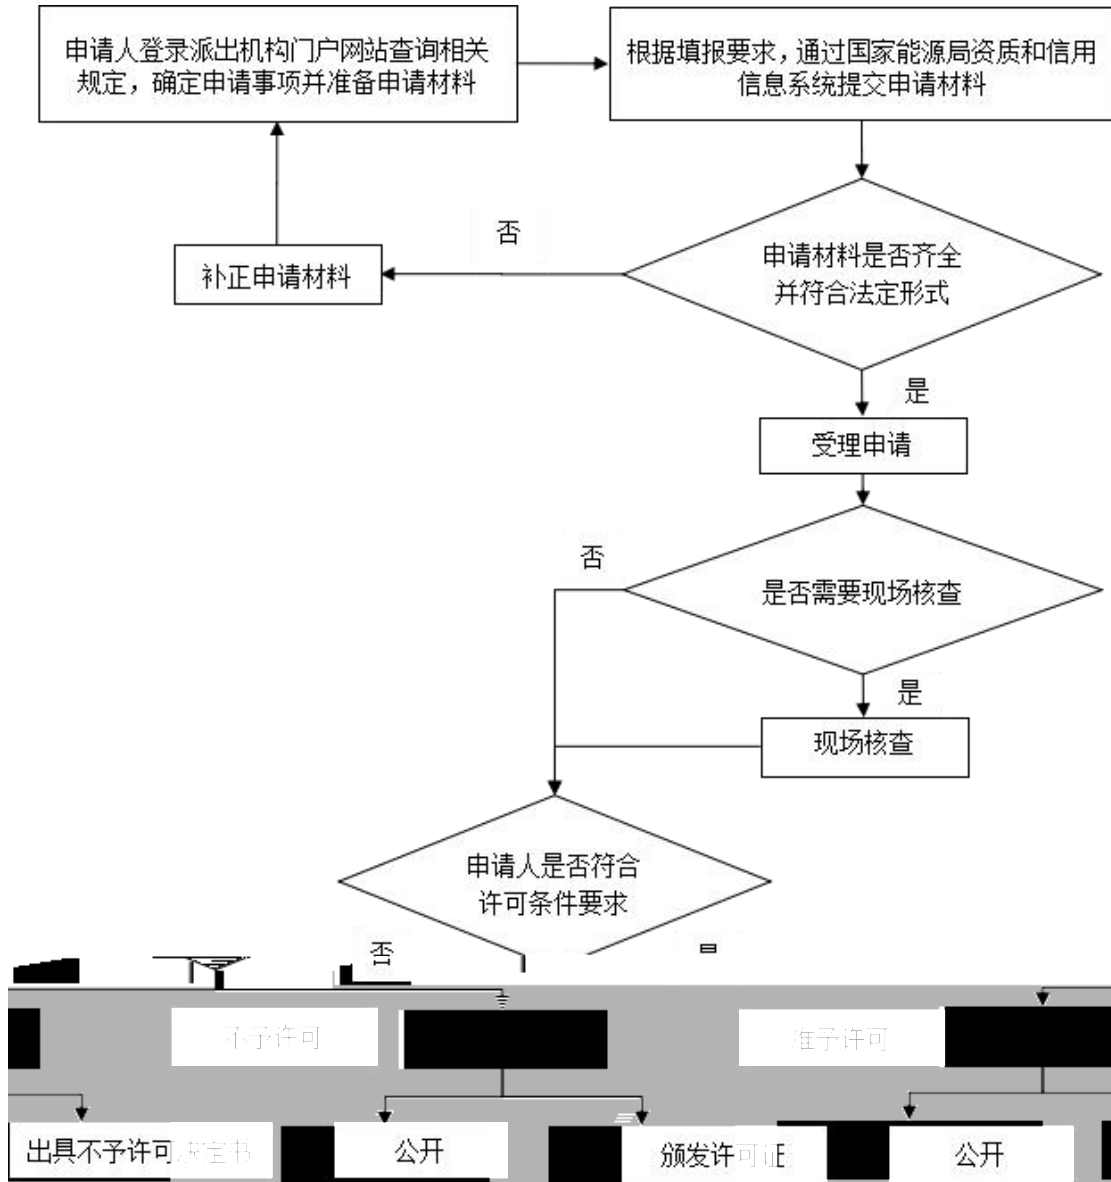 申请人登录派出机构门户网站查询相关
规定，确定申请事项并准备申请材料
根据填报要求，通过国家能源局资质和信用
信息系统提交申请材料
否
申请材料是否齐全
并符合法定形式
补正申请材料
是
受理申请
否
是否需要现场核查
是
现场核查
申请人是否符合
许可条件要求
否
不予许可
准予许可
出具不予许可决定书
公开
颁发许可证
公开